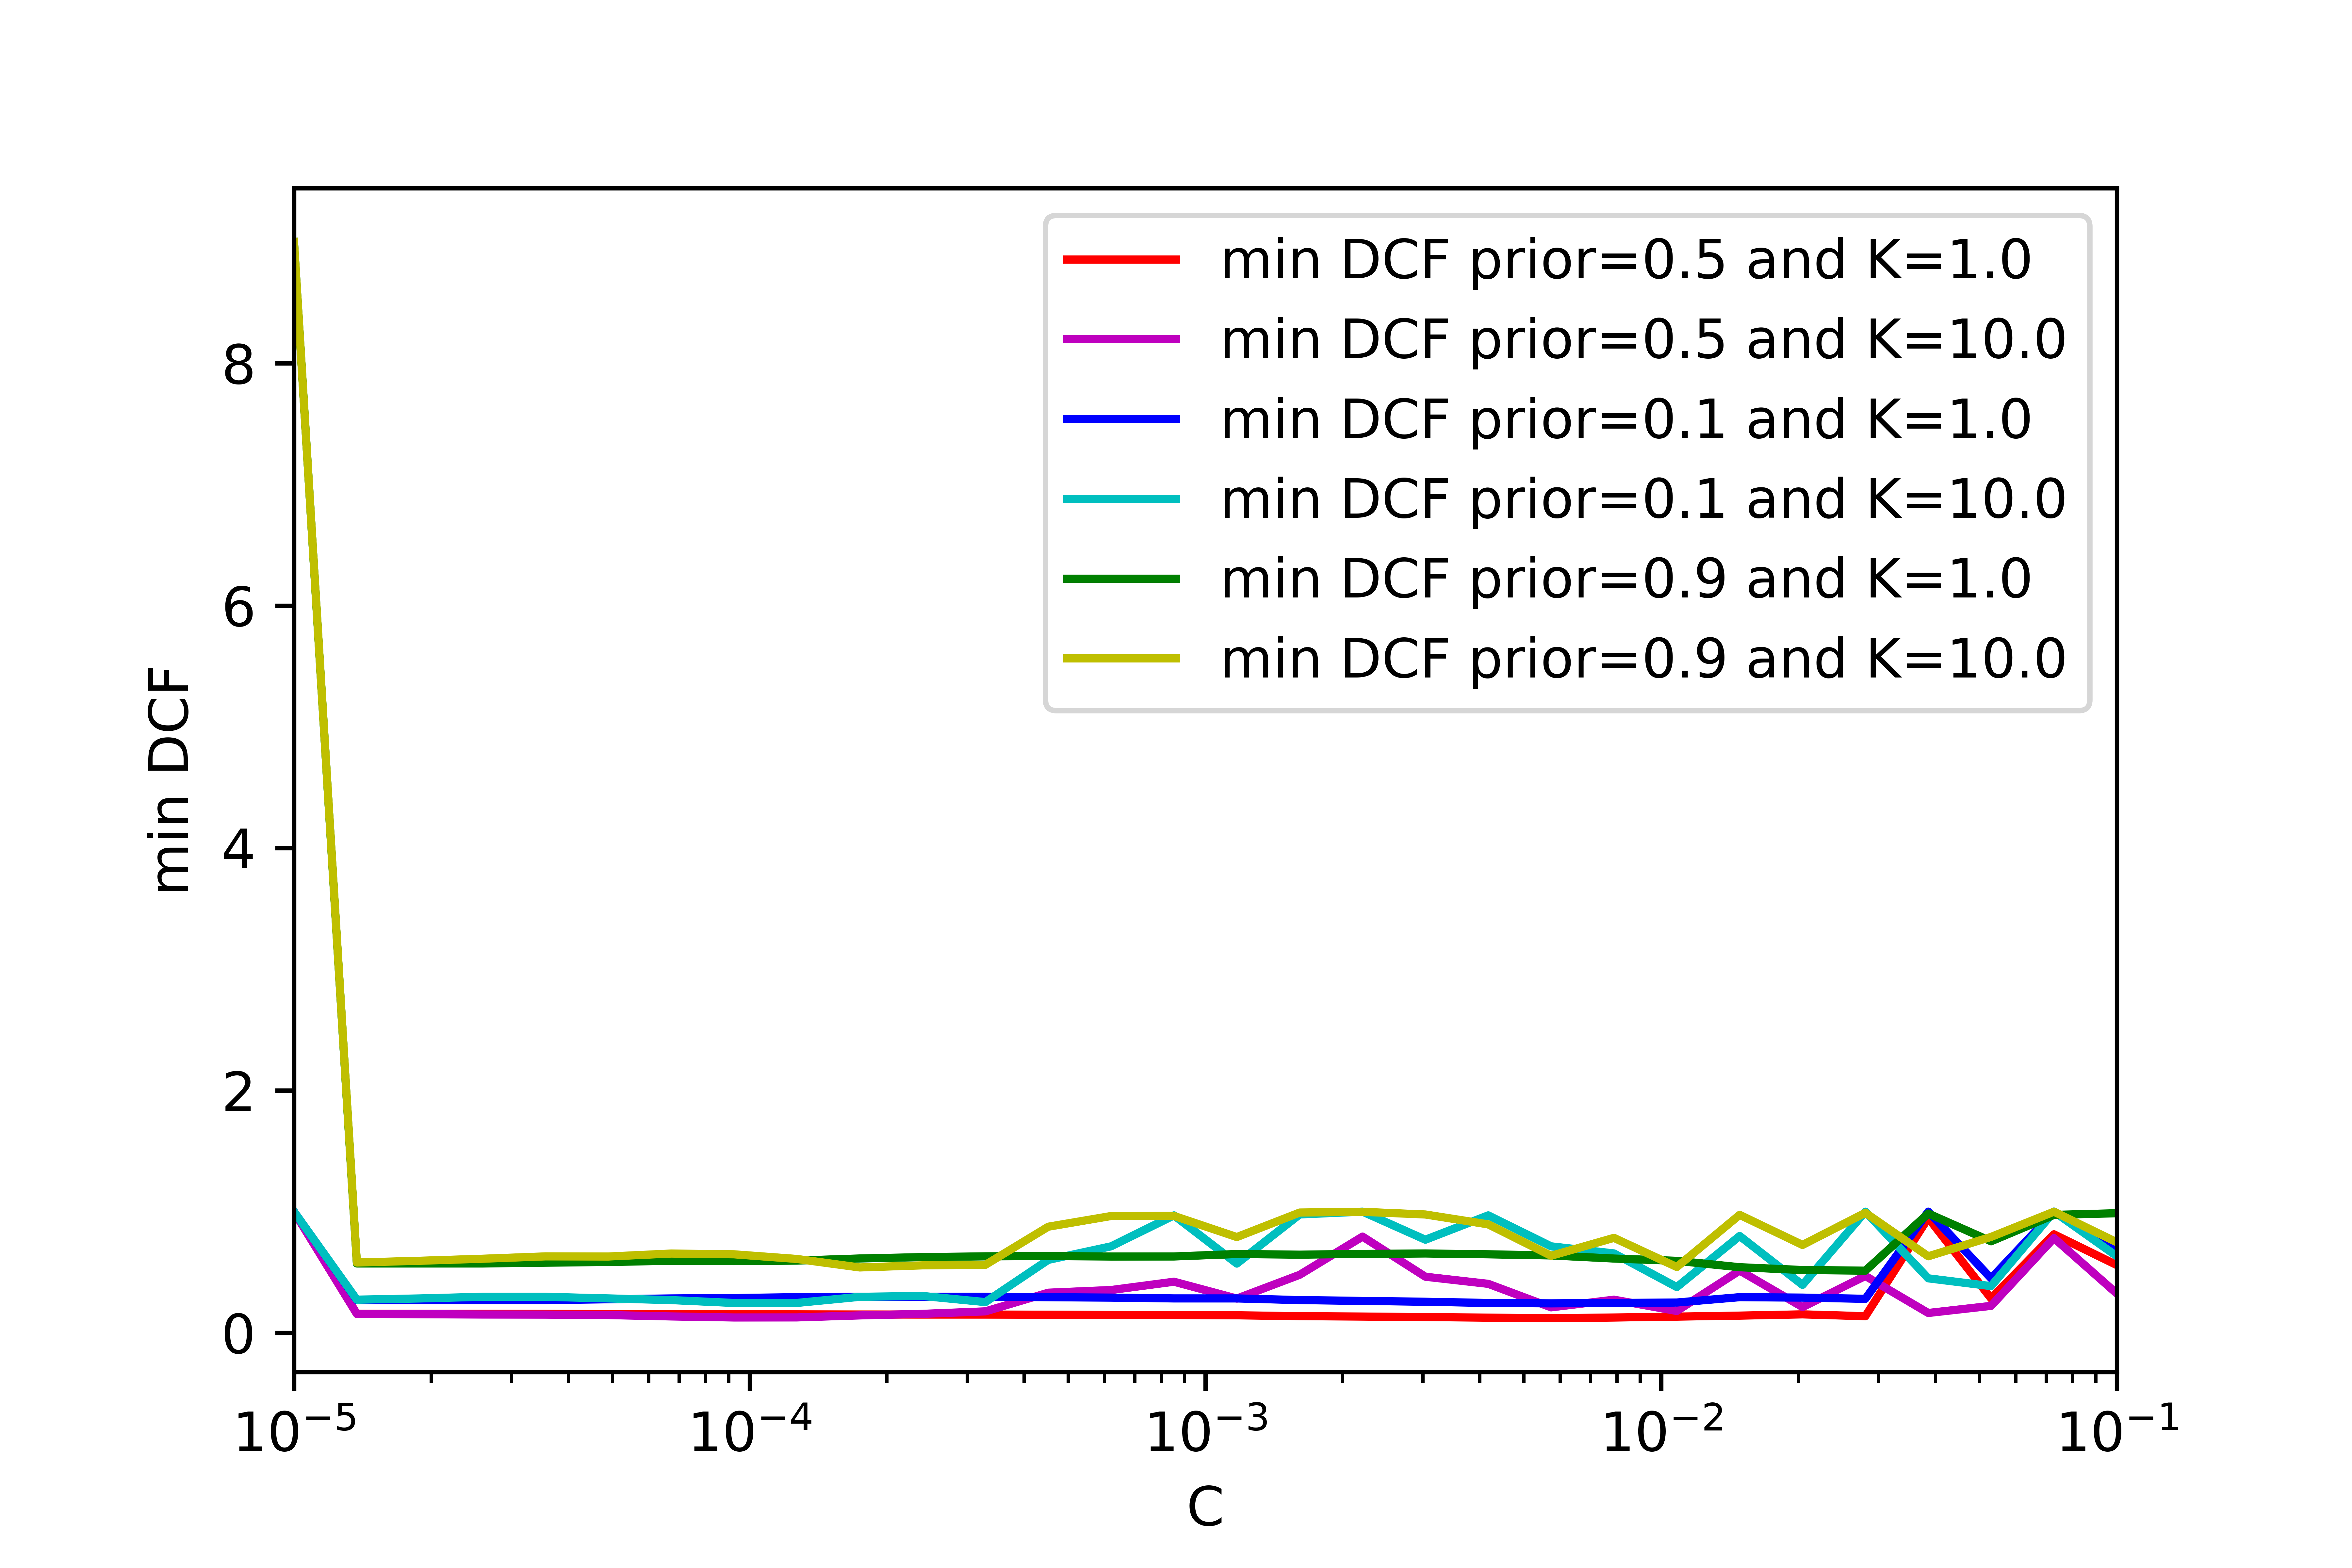 min DCF prior=0.5 and K=1.0
min DCF prior=0.5 and K=10.0
min DCF prior=0.1 and K=1.0
min DCF prior=0.1 and K=10.0
min DCF prior=0.9 and K=1.0
min DCF prior=0.9 and K=10.0
8
6
4
2
0
min DCF
10⁻⁵ 10⁻⁴ 10⁻³ 10⁻² 10⁻¹
C